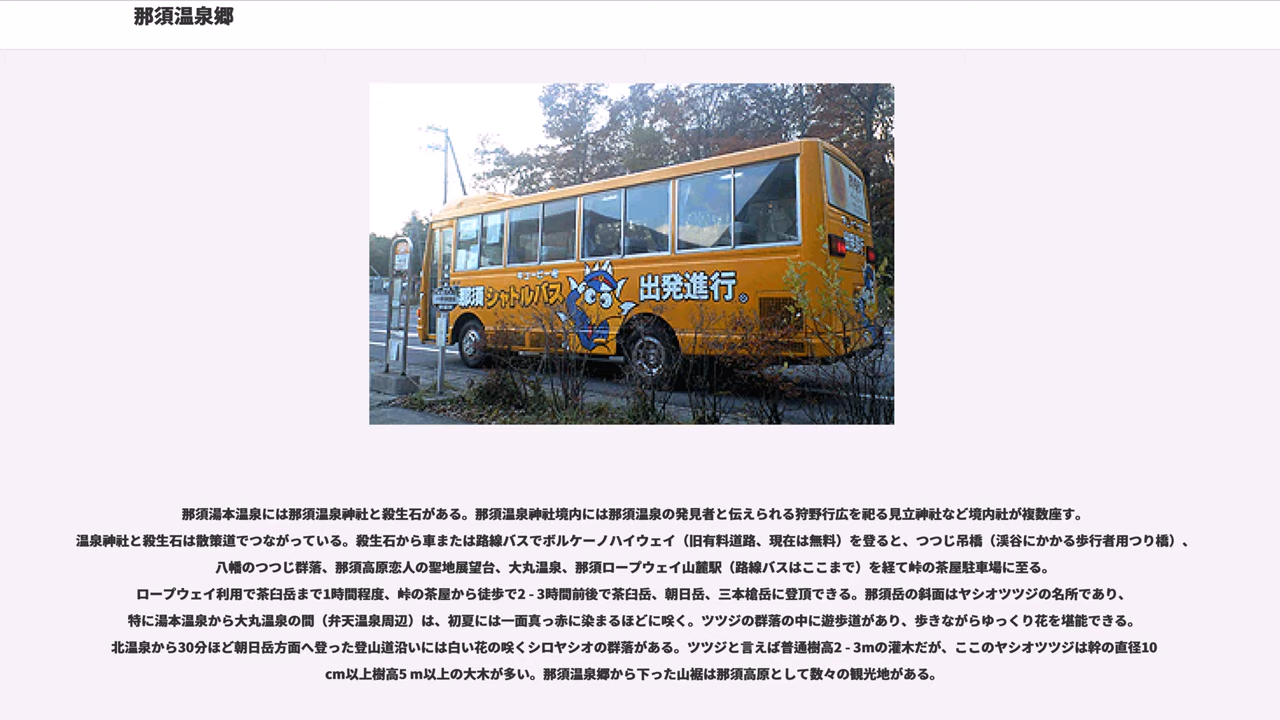 那須温泉郷
キューピー号
那須シャトルバス 出発進行。
那須湯本温泉には那須温泉神社と殺生石がある。那須温泉神社境内には那須温泉の発見者と伝えられる狩野行広を祀る見立神社など境内社が複数座す。
温泉神社と殺生石は散策道でつながっている。殺生石から車または路線バスでボルケーノハイウェイ（旧有料道路、現在は無料）を登ると、つつじ吊橋（渓谷にかかる歩行者用つり橋）、
八幡のつつじ群落、那須高原恋人の聖地展望台、大丸温泉、那須ロープウェイ山麓駅（路線バスはここまで）を経て峠の茶屋駐車場に至る。
ロープウェイ利用で茶臼岳まで1時間程度、峠の茶屋から徒歩で2 - 3時間前後で茶臼岳、朝日岳、三本槍岳に登頂できる。那須岳の斜面はヤシオツツジの名所であり、
特に湯本温泉から大丸温泉の間（弁天温泉周辺）は、初夏には一面真っ赤に染まるほどに咲く。ツツジの群落の中に遊歩道があり、歩きながらゆっくり花を堪能できる。
北温泉から30分ほど朝日岳方面へ登った登山道沿いには白い花の咲くシロヤシオの群落がある。ツツジと言えば普通樹高2 - 3mの灌木だが、ここのヤシオツツジは幹の直径10
cm以上樹高5 m以上の大木が多い。那須温泉郷から下った山裾は那須高原として数々の観光地がある。